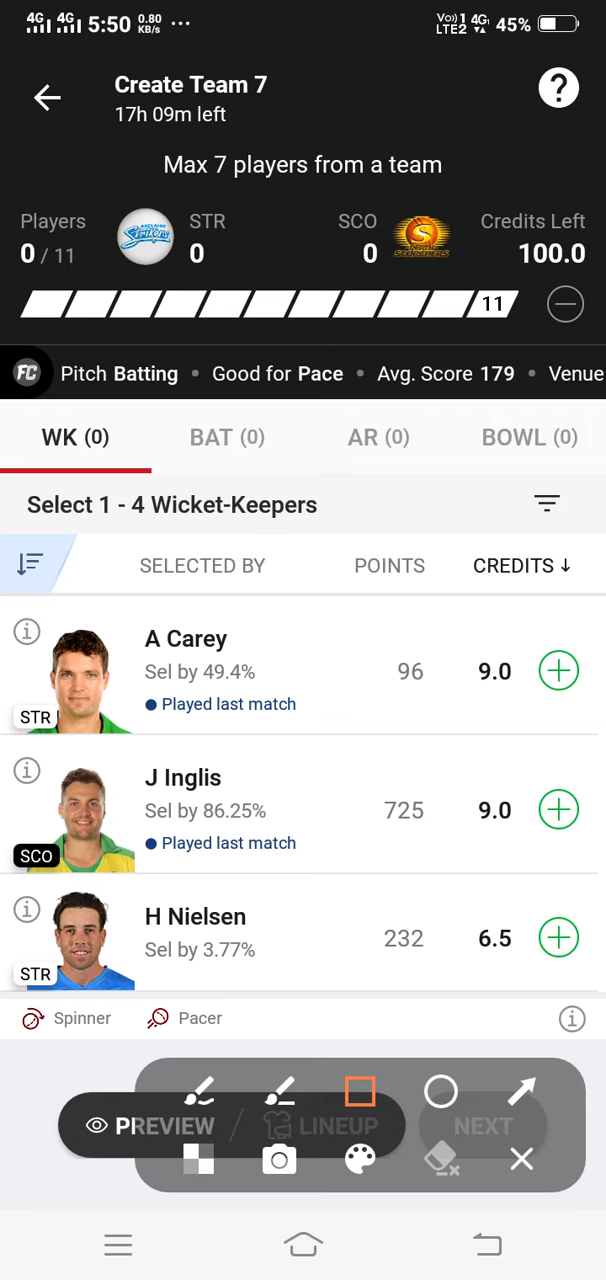 4G 4G 5:50 0.80 KB/s ... Vo)) 1 LTE2 4G 45%
Create Team 7
17h 09m left
?
Max 7 players from a team
Players STR SCO Credits Left
0 / 11 0 0 100.0
11
FC Pitch Batting • Good for Pace • Avg. Score 179 • Venue
WK (0) BAT (0) AR (0) BOWL (0)
Select 1 - 4 Wicket-Keepers
SELECTED BY POINTS CREDITS ↓
A Carey
Sel by 49.4% 96 9.0
Played last match
STR
J Inglis
Sel by 86.25% 725 9.0
Played last match
SCO
H Nielsen
Sel by 3.77% 232 6.5
STR
Spinner Pacer
PREVIEW / LINEUP NEXT